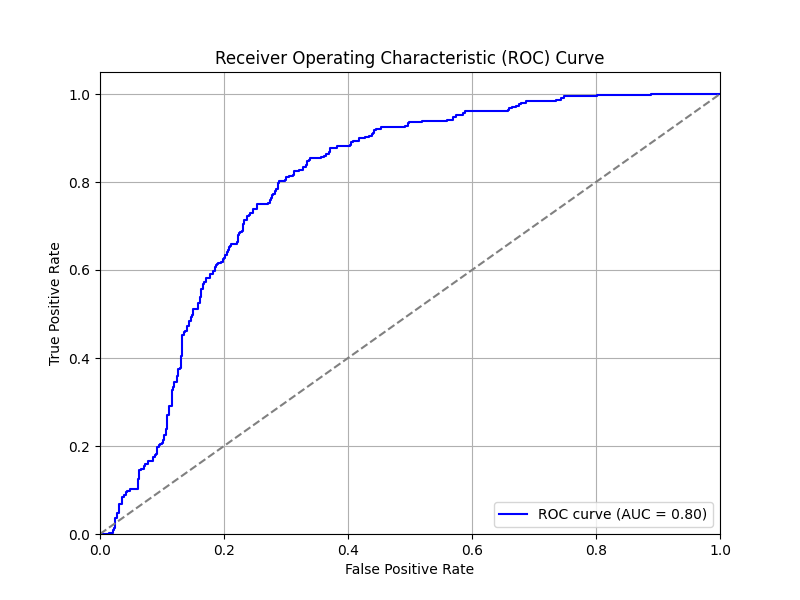 Receiver Operating Characteristic (ROC) Curve
True Positive Rate
1.0
0.8
0.6
0.4
0.2
0.0
0.0 0.2 0.4 0.6 0.8 1.0
False Positive Rate
ROC curve (AUC = 0.80)